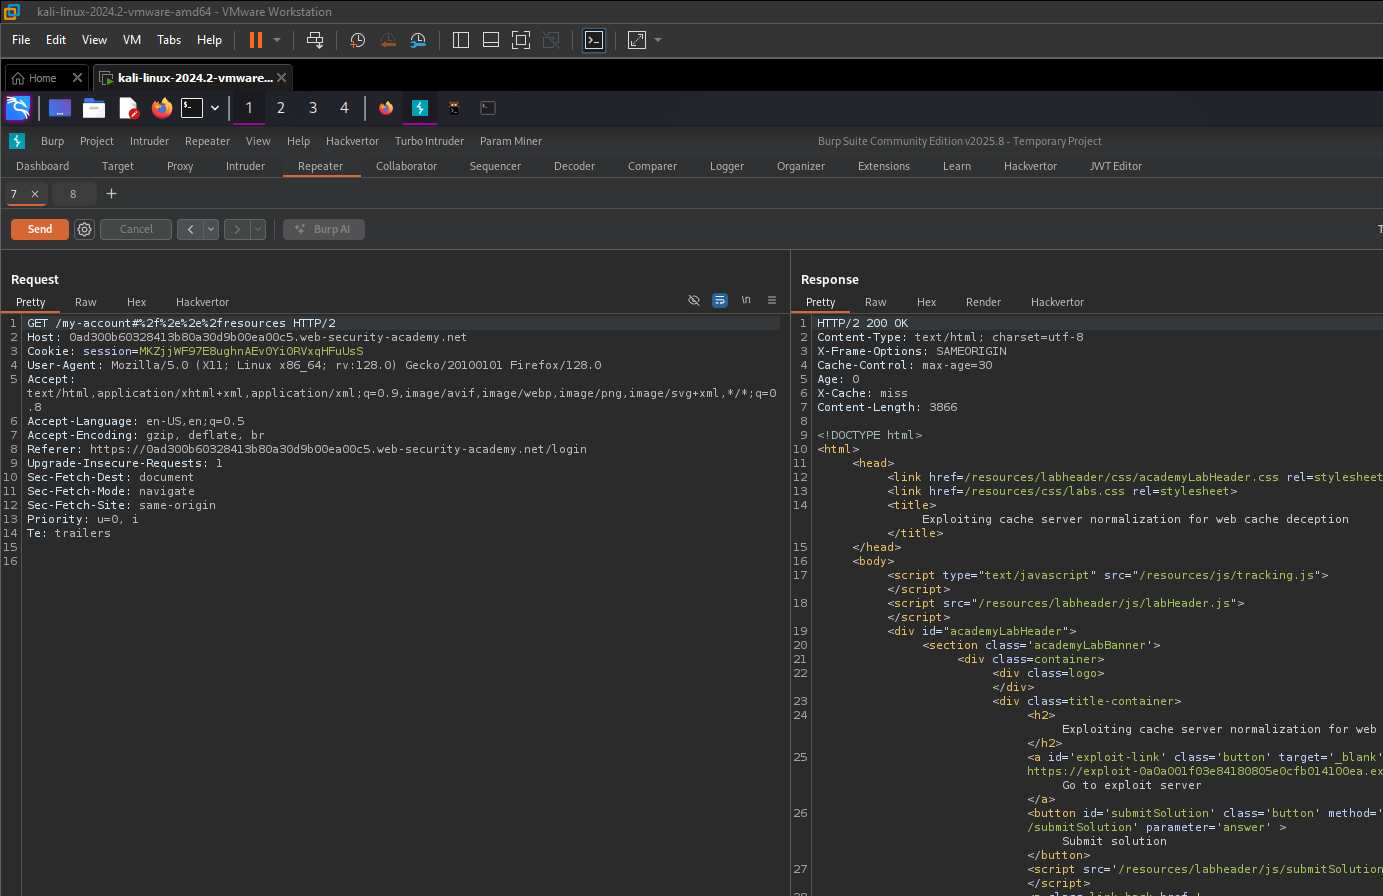 kali-linux-2024.2-vmware-amd64 - VMware Workstation
File Edit View VM Tabs Help
Home kali-linux-2024.2-vmware...
1 2 3 4
Burp Project Intruder Repeater View Help Hackvertor Turbo Intruder Param Miner Burp Suite Community Edition v2025.8 - Temporary Project
Dashboard Target Proxy Intruder Repeater Collaborator Sequencer Decoder Comparer Logger Organizer Extensions Learn Hackvertor JWT Editor
7 8 +
Send Cancel < > Burp AI T
Request
Pretty Raw Hex Hackvertor \n
1 GET /my-account#%2f%2e%2e%2fresources HTTP/2
2 Host: 0ad300b60328413b80a30d9b00ea00c5.web-security-academy.net
3 Cookie: session=MKZjjWF97E8ughnAEvOYi0RVxqHFuUsS
4 User-Agent: Mozilla/5.0 (X11; Linux x86_64; rv:128.0) Gecko/20100101 Firefox/128.0
5 Accept:
text/html,application/xhtml+xml,application/xml;q=0.9,image/avif,image/webp,image/png,image/svg+xml,*/*;q=0
.8
6 Accept-Language: en-US,en;q=0.5
7 Accept-Encoding: gzip, deflate, br
8 Referer: https://0ad300b60328413b80a30d9b00ea00c5.web-security-academy.net/login
9 Upgrade-Insecure-Requests: 1
10 Sec-Fetch-Dest: document
11 Sec-Fetch-Mode: navigate
12 Sec-Fetch-Site: same-origin
13 Priority: u=0, i
14 Te: trailers
15
16
Response
Pretty Raw Hex Render Hackvertor
1 HTTP/2 200 OK
2 Content-Type: text/html; charset=utf-8
3 X-Frame-Options: SAMEORIGIN
4 Cache-Control: max-age=30
5 Age: 0
6 X-Cache: miss
7 Content-Length: 3866
8
9 <!DOCTYPE html>
10 <html>
11 <head>
12 <link href=/resources/labheader/css/academyLabHeader.css rel=stylesheet
13 <link href=/resources/css/labs.css rel=stylesheet>
14 <title>
Exploiting cache server normalization for web cache deception
</title>
15 </head>
16 <body>
17 <script type="text/javascript" src="/resources/js/tracking.js">
</script>
18 <script src="/resources/labheader/js/labHeader.js">
</script>
19 <div id="academyLabHeader">
20 <section class='academyLabBanner'>
21 <div class=container>
22 <div class=logo>
</div>
23 <div class=title-container>
24 <h2>
Exploiting cache server normalization for web
</h2>
25 <a id='exploit-link' class='button' target='_blank'
https://exploit-0a0a001f03e84180805e0cfb014100ea.ex
Go to exploit server
</a>
26 <button id='submitSolution' class='button' method='
/submitSolution' parameter='answer' >
Submit solution
</button>
27 <script src='/resources/labheader/js/submitSolution
</script>